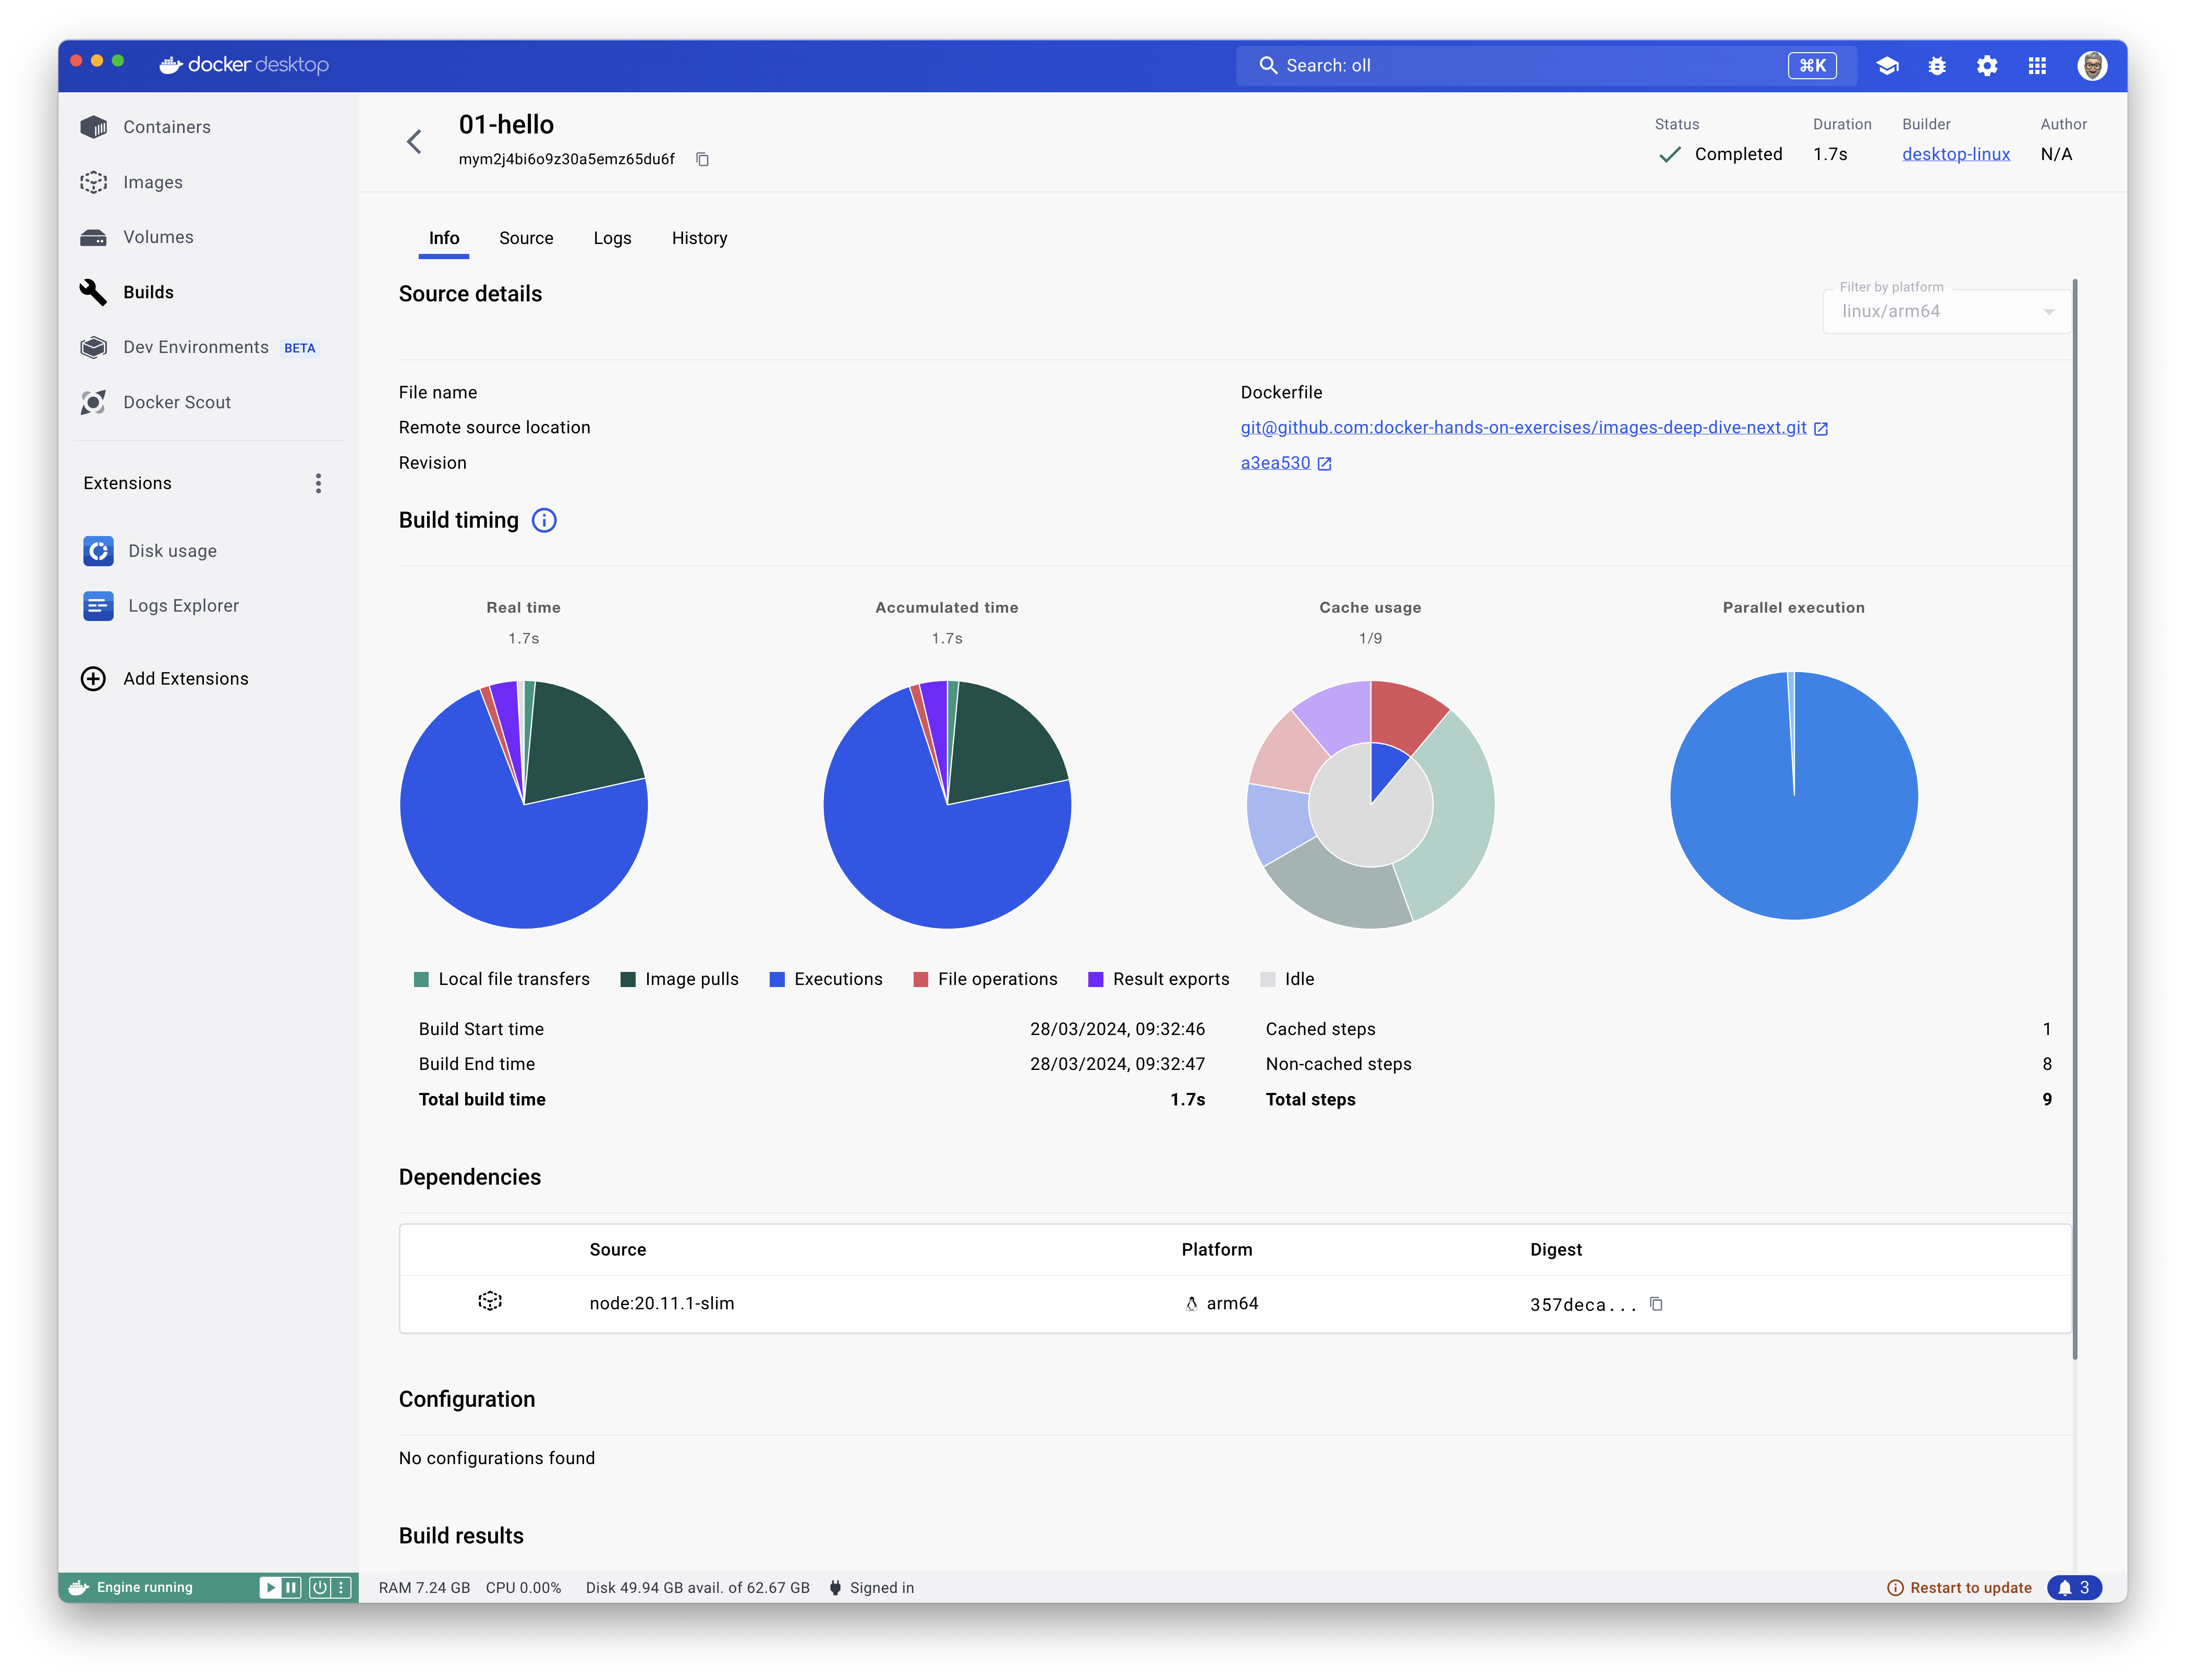 docker desktop
Search: oll
⌘K
Containers
Images
Volumes
Builds
Dev Environments BETA
Docker Scout
Extensions
Disk usage
Logs Explorer
Add Extensions
01-hello
mym2j4bi6o9z30a5emz65du6f
Status
Completed
Duration
1.7s
Builder
desktop-linux
Author
N/A
Info Source Logs History
Source details
Filter by platform
linux/arm64
File name Dockerfile
Remote source location git@github.com:docker-hands-on-exercises/images-deep-dive-next.git
Revision a3ea530
Build timing
Real time
1.7s
Accumulated time
1.7s
Cache usage
1/9
Parallel execution
Local file transfers Image pulls Executions File operations Result exports Idle
Build Start time 28/03/2024, 09:32:46
Build End time 28/03/2024, 09:32:47
Total build time 1.7s
Cached steps 1
Non-cached steps 8
Total steps 9
Dependencies
Source Platform Digest
node:20.11.1-slim arm64 357deca...
Configuration
No configurations found
Build results
Engine running
RAM 7.24 GB CPU 0.00% Disk 49.94 GB avail. of 62.67 GB Signed in
Restart to update
3